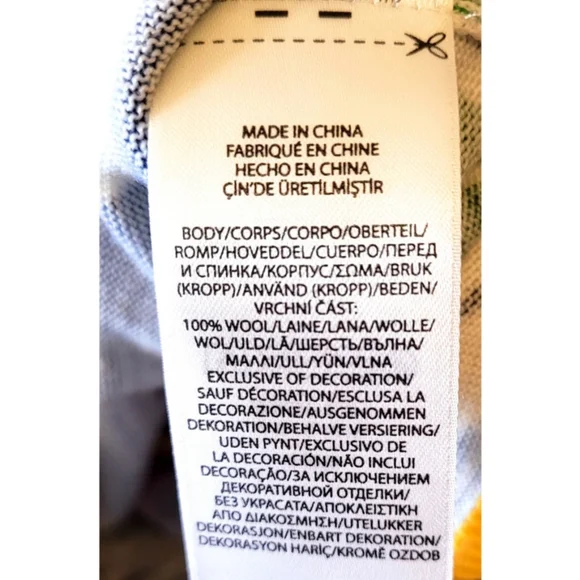 MADE IN CHINA
FABRIQUÉ EN CHINE
HECHO EN CHINA
ÇİN'DE ÜRETİLMİŞTİR
BODY/CORPS/CORPO/OBERTEIL/
ROMP/HOVEDDEL/CUERPO/ПЕРЕД
И СПИНКА/КОРПУС/ΣΩΜΑ/BRUK
(KROPP)/ANVÄND (KROPP)/BEDEN/
VRCHNÍ ČÁST:
100% WOOL/LAINE/LANA/WOLLE/
WOL/ULD/LÃ/ШЕРСТЬ/ВЪЛНА/
ΜΑΛΛΙ/ULL/YÜN/VLNA
EXCLUSIVE OF DECORATION/
SAUF DÉCORATION/ESCLUSA LA
DECORAZIONE/AUSGENOMMEN
DEKORATION/BEHALVE VERSIERING/
UDEN PYNT/EXCLUSIVO DE
LA DECORACIÓN/NÃO INCLUI
DECORAÇÃO/ЗА ИСКЛЮЧЕНИЕМ
ДЕКОРАТИВНОЙ ОТДЕЛКИ/
БЕЗ УКРАСАТА/ΑΠΟΚΛΕΙΣΤΙΚΗ
ΑΠΟ ΔΙΑΚΟΣΜΗΣΗ/UTELUKKER
DEKORASJON/ENBART DEKORATION/
DEKORASYON HARİÇ/KROMĚ OZDOB